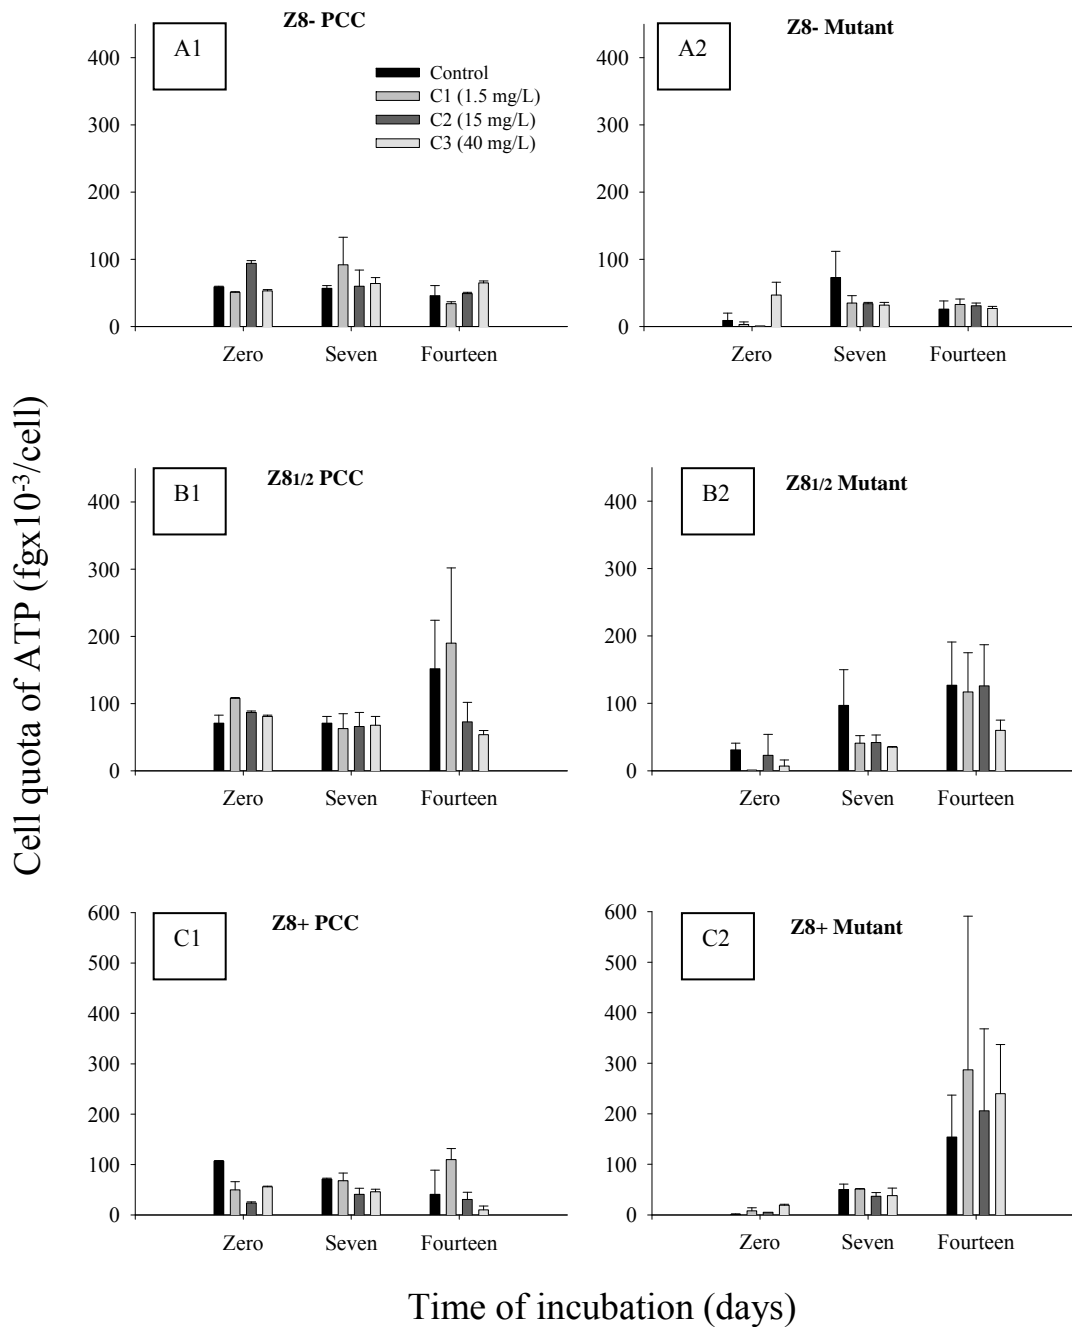 Z8- PCC
A1
Control
C1 (1.5 mg/L)
C2 (15 mg/L)
C3 (40 mg/L)
400
300
200
100
0
Zero Seven Fourteen
Z8- Mutant
A2
400
300
200
100
0
Zero Seven Fourteen
Cell quota of ATP (fgx10-3/cell)
Z81/2 PCC
B1
400
300
200
100
0
Zero Seven Fourteen
Z81/2 Mutant
B2
400
300
200
100
0
Zero Seven Fourteen
Z8+ PCC
C1
600
500
400
300
200
100
0
Zero Seven Fourteen
Z8+ Mutant
C2
600
500
400
300
200
100
0
Zero Seven Fourteen
Time of incubation (days)